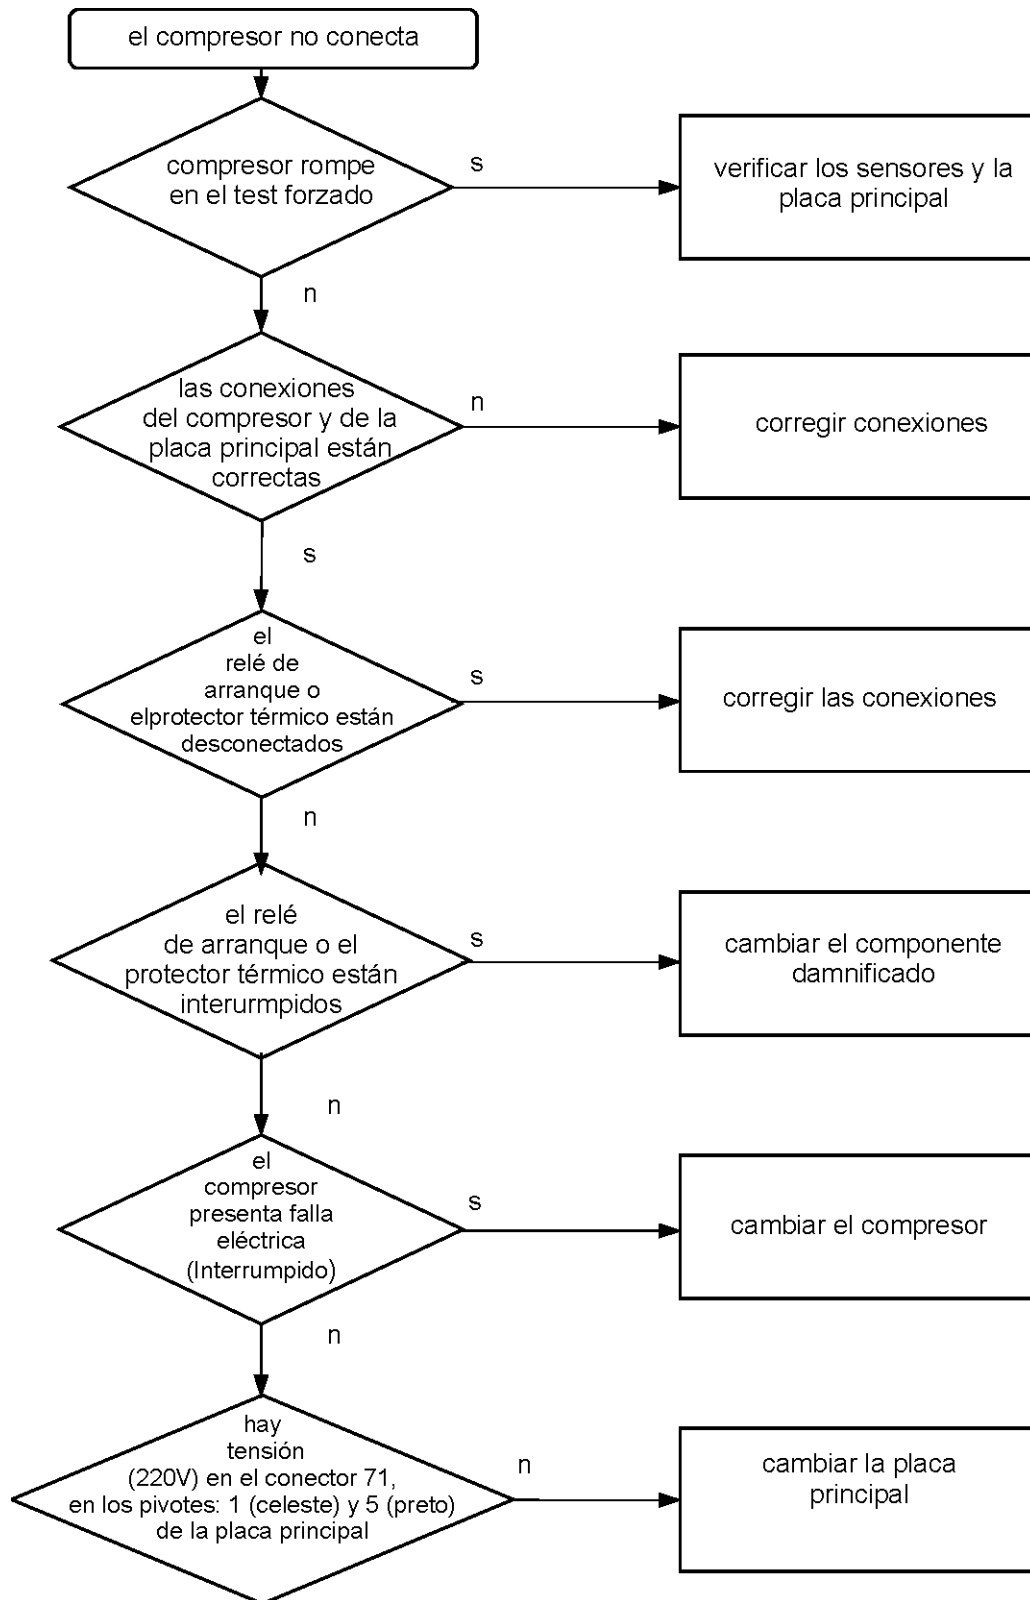 el compresor no conecta
compresor rompe
en el test forzado
s
verificar los sensores y la
placa principal
n
las conexiones
del compresor y de la
placa principal están
correctas
n
corregir conexiones
s
el
relé de
arranque o
elprotector térmico están
desconectados
s
corregir las conexiones
n
el relé
de arranque o el
protector térmico están
interurmpidos
s
cambiar el componente
damnificado
n
el
compresor
presenta falla
eléctrica
(Interrumpido)
s
cambiar el compresor
n
hay
tensión
(220V) en el conector 71,
en los pivotes: 1 (celeste) y 5 (preto)
de la placa principal
n
cambiar la placa
principal